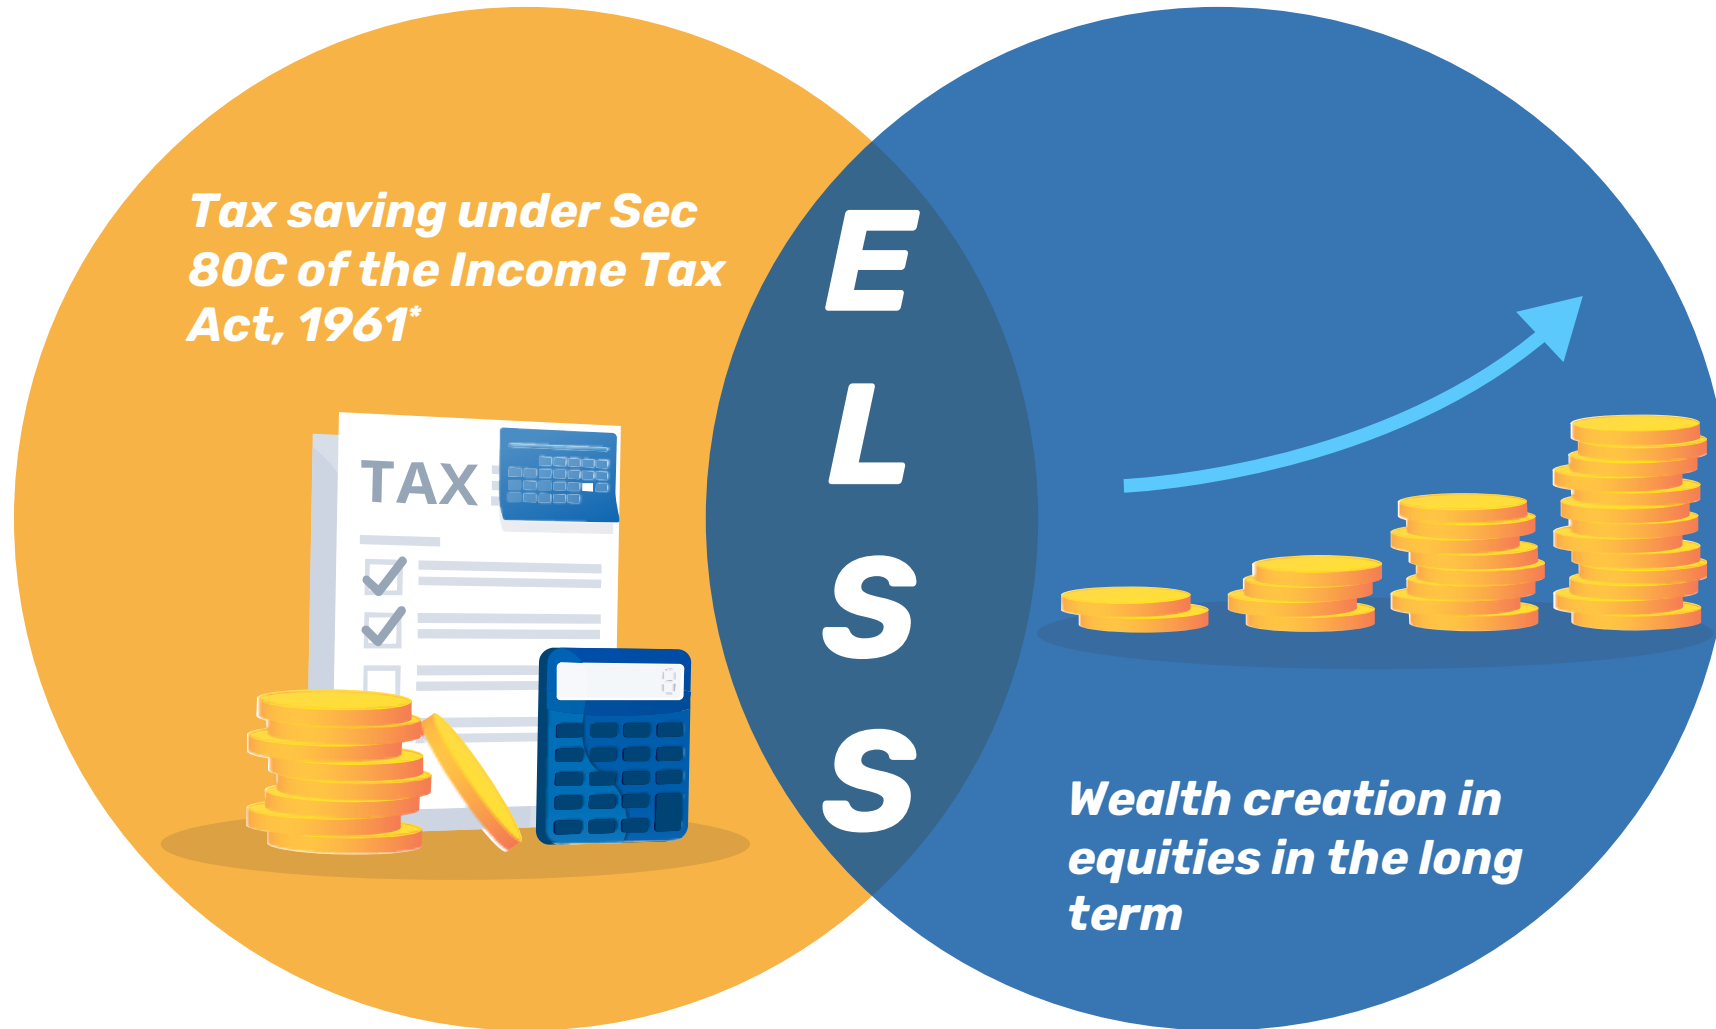 Tax saving under Sec
80C of the Income Tax
Act, 1961*
TAX
E
L
S
S
Wealth creation in
equities in the long
term